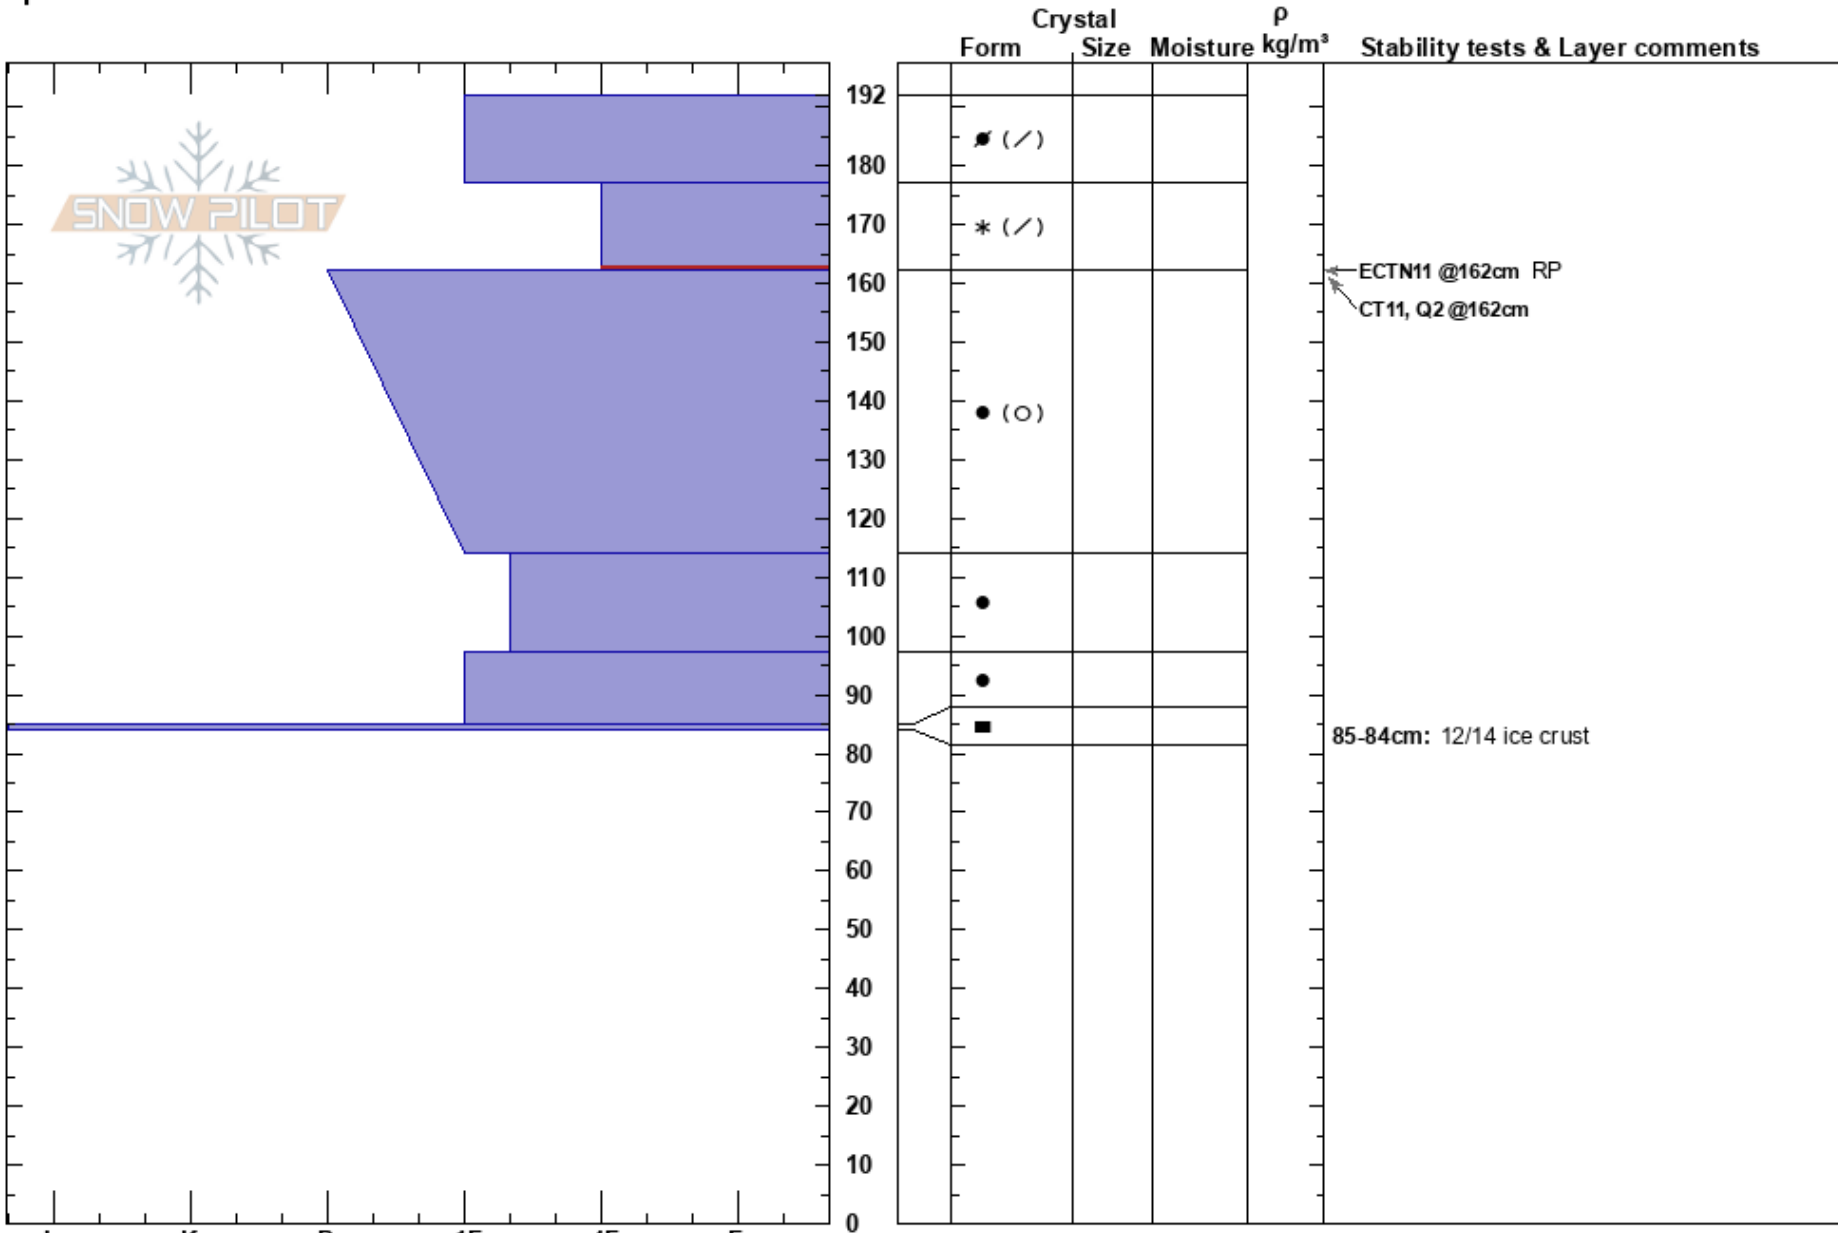 Crystal
ρ
Form Size Moisture kg/m³ Stability tests & Layer comments
SNOW PILOT
192
180
170
160
150
140
130
120
110
100
90
80
70
60
50
40
30
20
10
0
ECTN11 @162cm RP
CT11, Q2 @162cm
85-84cm: 12/14 ice crust